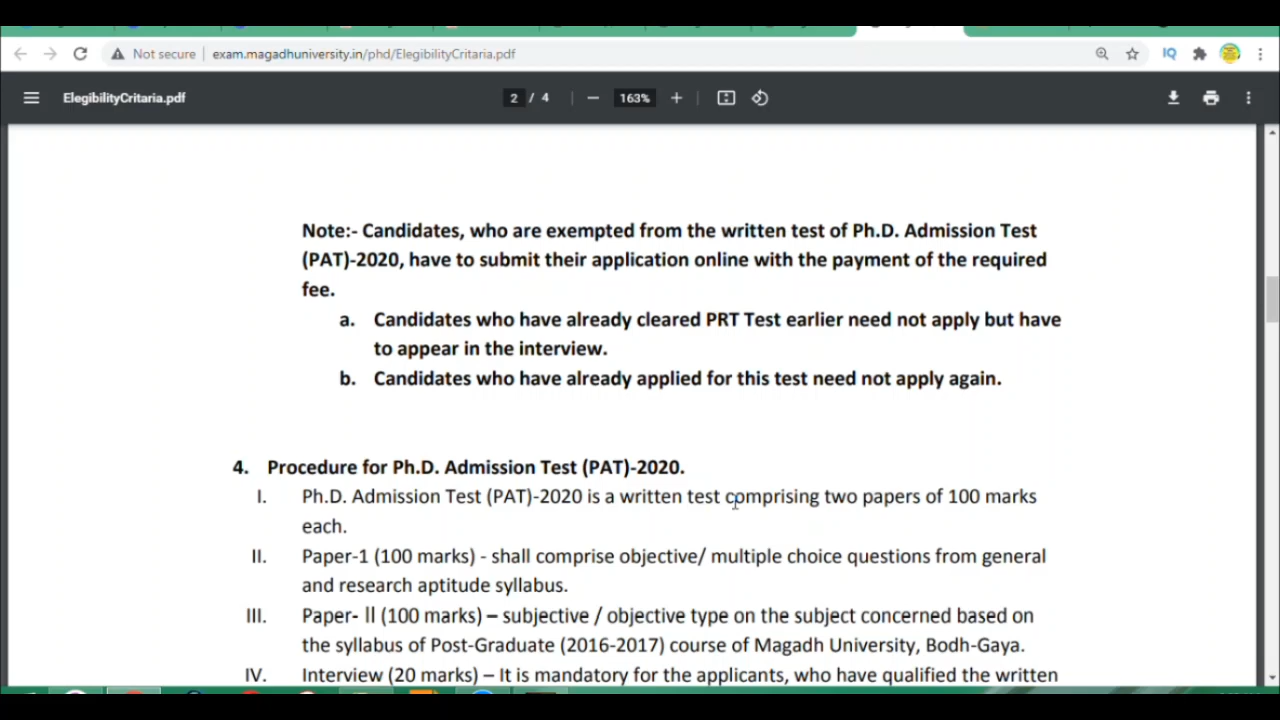 Not secure | exam.magadhuniversity.in/phd/ElegibilityCritaria.pdf
IQ
ElegibilityCritaria.pdf 2 / 4 — 163% +
Note:- Candidates, who are exempted from the written test of Ph.D. Admission Test
(PAT)-2020, have to submit their application online with the payment of the required
fee.
a. Candidates who have already cleared PRT Test earlier need not apply but have
to appear in the interview.
b. Candidates who have already applied for this test need not apply again.
4. Procedure for Ph.D. Admission Test (PAT)-2020.
I. Ph.D. Admission Test (PAT)-2020 is a written test comprising two papers of 100 marks
each.
II. Paper-1 (100 marks) - shall comprise objective/ multiple choice questions from general
and research aptitude syllabus.
III. Paper- II (100 marks) – subjective / objective type on the subject concerned based on
the syllabus of Post-Graduate (2016-2017) course of Magadh University, Bodh-Gaya.
IV. Interview (20 marks) – It is mandatory for the applicants, who have qualified the written